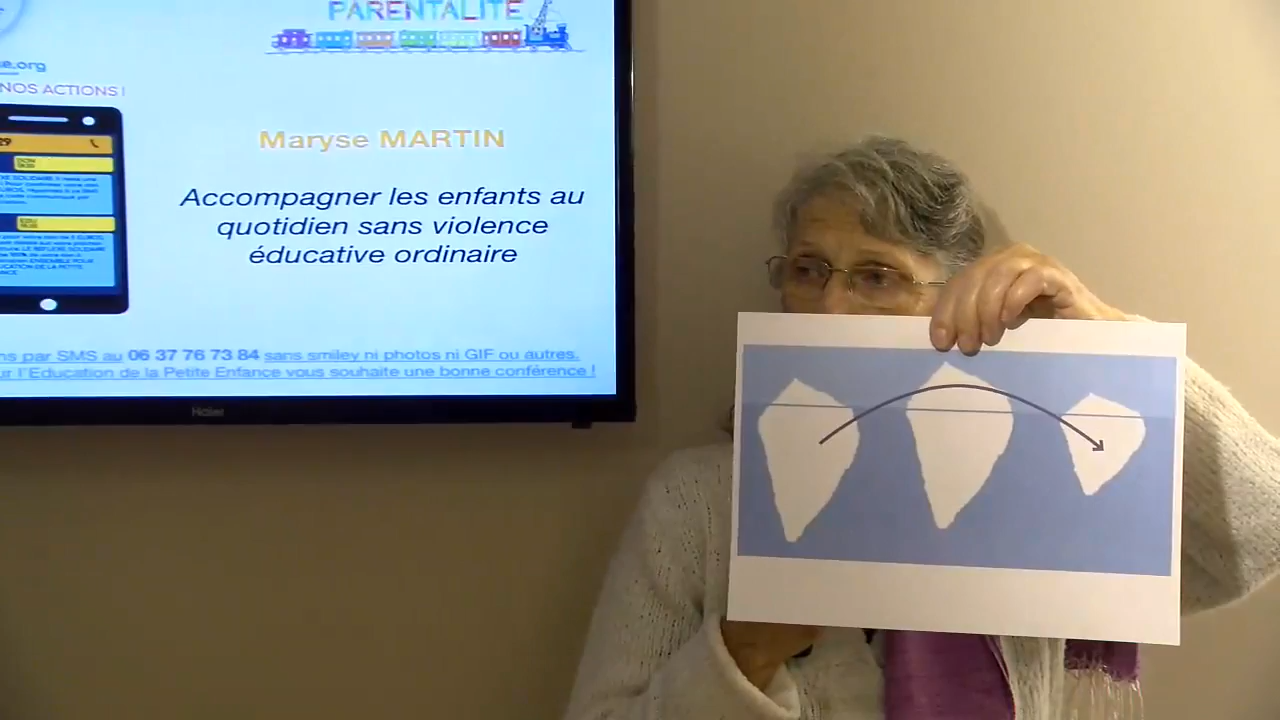 PARENTALITE
se.org
NOS ACTIONS !
Maryse MARTIN
Accompagner les enfants au
quotidien sans violence
éducative ordinaire
ns par SMS au 06 37 76 73 84 sans smiley ni photos ni GIF ou autres.
ur l'Education de la Petite Enfance vous souhaite une bonne conférence !
Haier